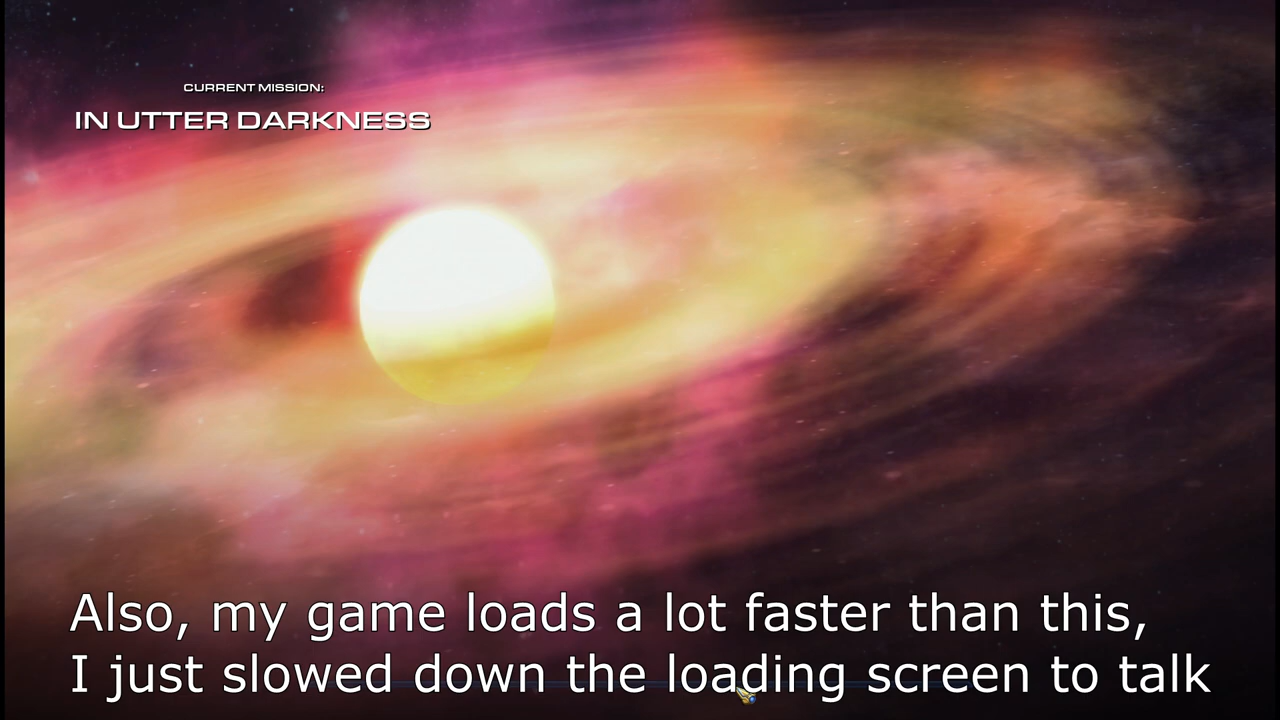 CURRENT MISSION:
IN UTTER DARKNESS
Also, my game loads a lot faster than this,
I just slowed down the loading screen to talk